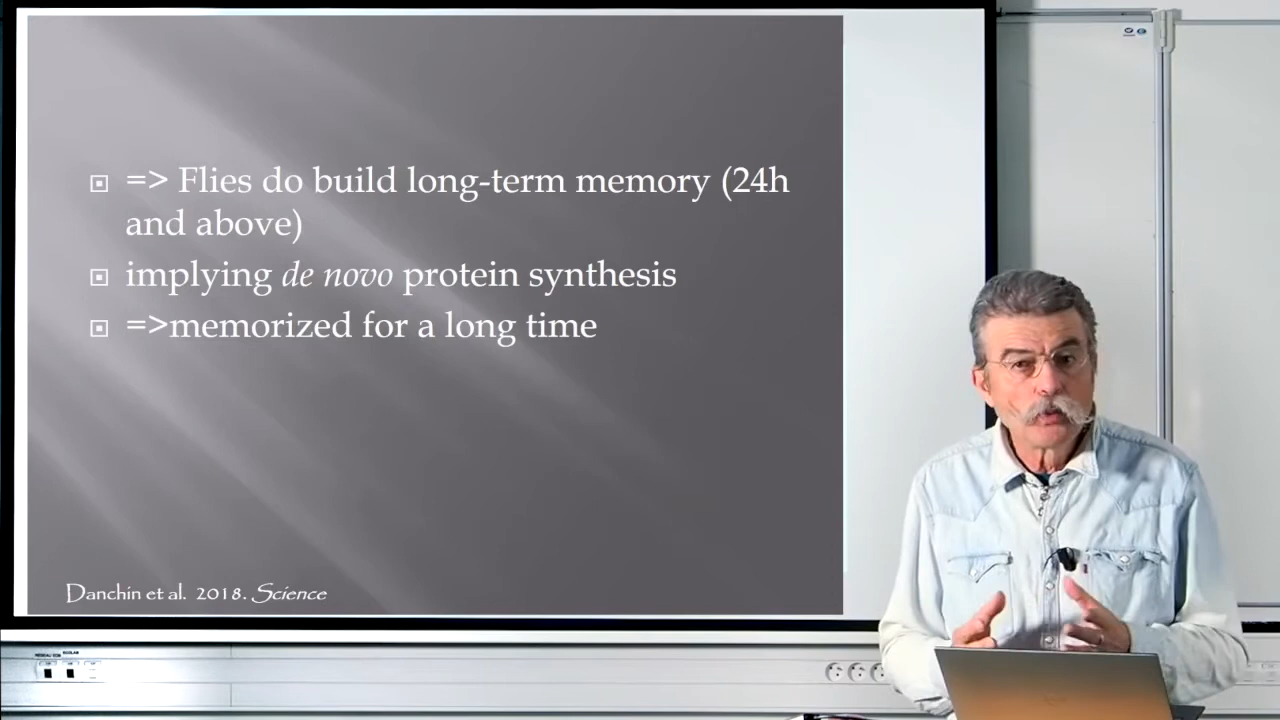 => Flies do build long-term memory (24h
and above)
implying de novo protein synthesis
=>memorized for a long time
Danchin et al. 2018. Science